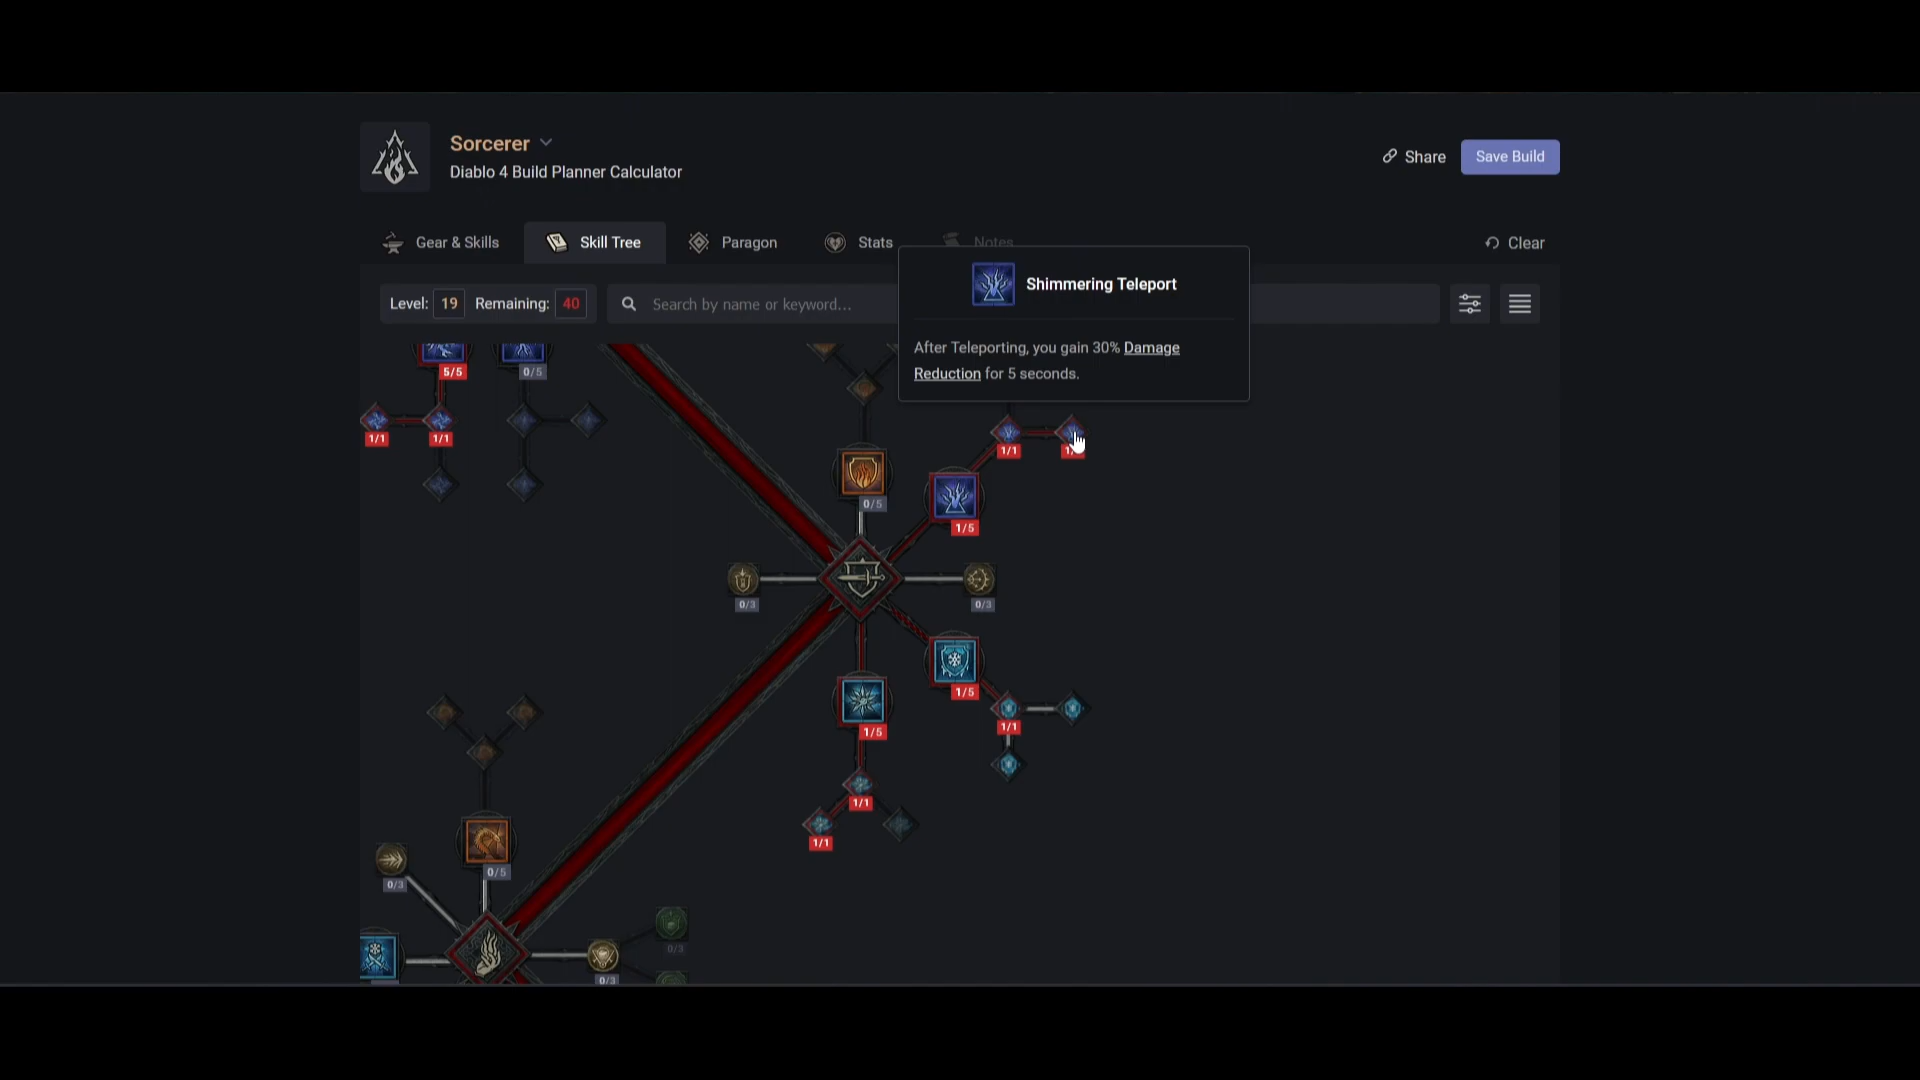 Sorcerer
Diablo 4 Build Planner Calculator
Share
Save Build
Gear & Skills
Skill Tree
Paragon
Stats
Notes
Clear
Shimmering Teleport
Level: 19 Remaining: 40
Search by name or keyword...
After Teleporting, you gain 30% Damage
Reduction for 5 seconds.
5/5
0/5
1/1
1/1
1/1
0/5
1/5
0/3
0/3
1/5
1/1
1/5
1/1
1/1
0/5
0/3
0/3
0/3